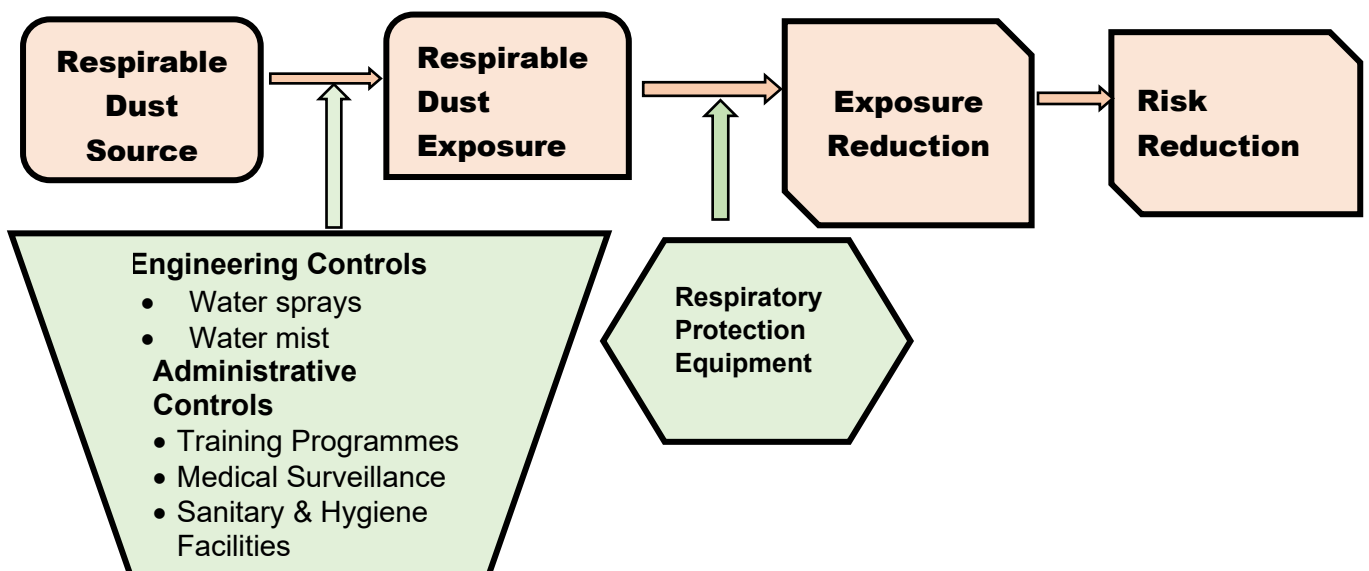 Respirable
Dust
Source
Respirable
Dust
Exposure
Exposure
Reduction
Risk
Reduction
Engineering Controls
• Water sprays
• Water mist
Administrative
Controls
• Training Programmes
• Medical Surveillance
• Sanitary & Hygiene
Facilities
Respiratory
Protection
Equipment